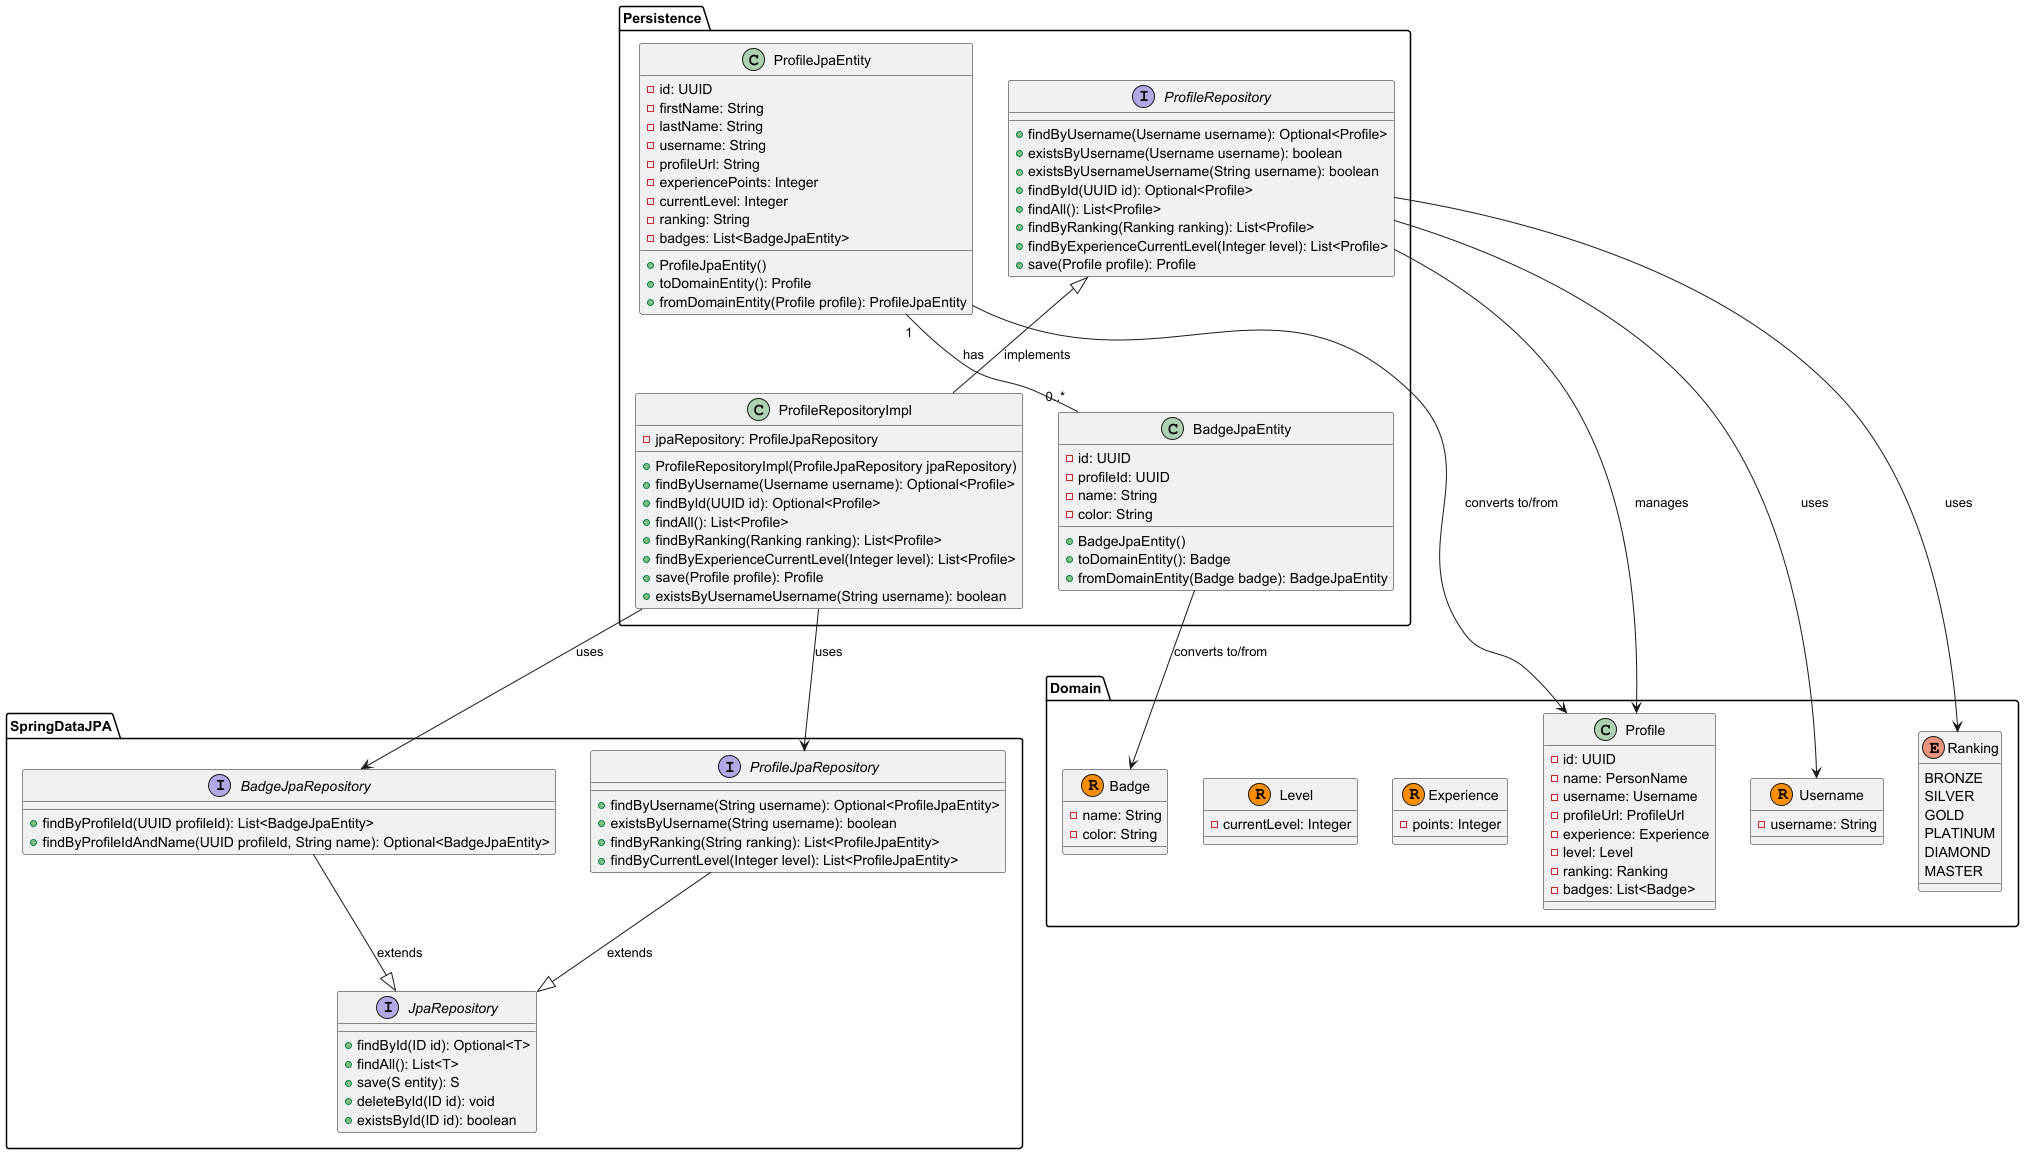 Persistence
C ProfileJpaEntity
id: UUID
firstName: String
lastName: String
username: String
profileUrl: String
experiencePoints: Integer
currentLevel: Integer
ranking: String
badges: List<BadgeJpaEntity>
ProfileJpaEntity()
toDomainEntity(): Profile
fromDomainEntity(Profile profile): ProfileJpaEntity
I ProfileRepository
findByUsername(Username username): Optional<Profile>
existsByUsername(Username username): boolean
existsByUsernameUsername(String username): boolean
findById(UUID id): Optional<Profile>
findAll(): List<Profile>
findByRanking(Ranking ranking): List<Profile>
findByExperienceCurrentLevel(Integer level): List<Profile>
save(Profile profile): Profile
1
has
implements
0..*
C ProfileRepositoryImpl
jpaRepository: ProfileJpaRepository
ProfileRepositoryImpl(ProfileJpaRepository jpaRepository)
findByUsername(Username username): Optional<Profile>
findById(UUID id): Optional<Profile>
findAll(): List<Profile>
findByRanking(Ranking ranking): List<Profile>
findByExperienceCurrentLevel(Integer level): List<Profile>
save(Profile profile): Profile
existsByUsernameUsername(String username): boolean
C BadgeJpaEntity
id: UUID
profileId: UUID
name: String
color: String
BadgeJpaEntity()
toDomainEntity(): Badge
fromDomainEntity(Badge badge): BadgeJpaEntity
converts to/from
manages
uses
uses
uses
uses
converts to/from
SpringDataJPA
I BadgeJpaRepository
findByProfileId(UUID profileId): List<BadgeJpaEntity>
findByProfileIdAndName(UUID profileId, String name): Optional<BadgeJpaEntity>
I ProfileJpaRepository
findByUsername(String username): Optional<ProfileJpaEntity>
existsByUsername(String username): boolean
findByRanking(String ranking): List<ProfileJpaEntity>
findByCurrentLevel(Integer level): List<ProfileJpaEntity>
extends
extends
I JpaRepository
findById(ID id): Optional<T>
findAll(): List<T>
save(S entity): S
deleteById(ID id): void
existsById(ID id): boolean
Domain
R Badge
name: String
color: String
R Level
currentLevel: Integer
R Experience
points: Integer
C Profile
id: UUID
name: PersonName
username: Username
profileUrl: ProfileUrl
experience: Experience
level: Level
ranking: Ranking
badges: List<Badge>
R Username
username: String
E Ranking
BRONZE
SILVER
GOLD
PLATINUM
DIAMOND
MASTER